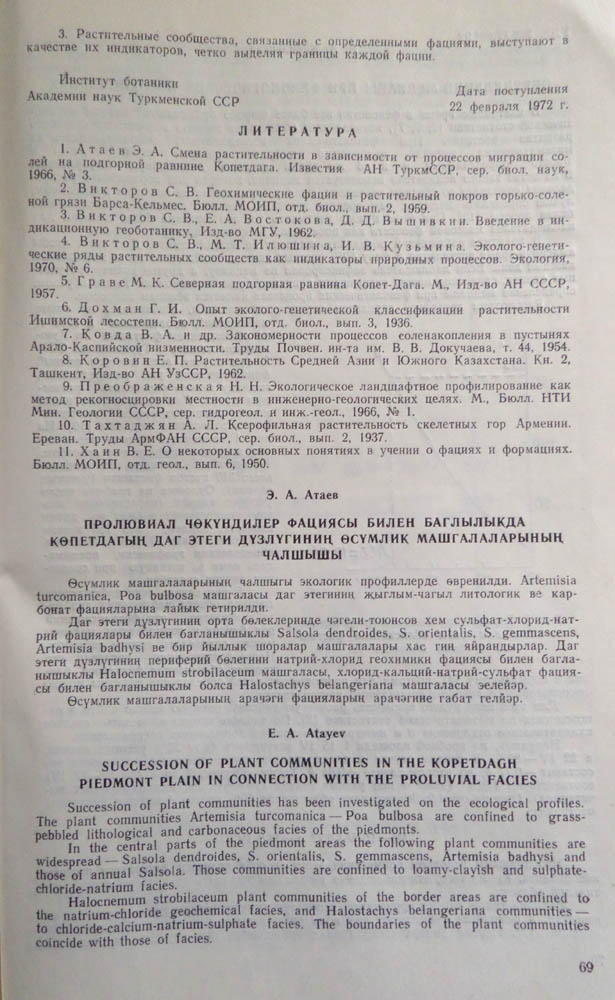 3. Растительные сообщества, связанные с определенными фациями, выступают в
качестве их индикаторов, четко выделяя границы каждой фации.
Институт ботаники
Академии наук Туркменской ССР
Дата поступления
22 февраля 1972 г.
ЛИТЕРАТУРА
1. Атаев Э. А. Смена растительности в зависимости от процессов миграции со-
лей на подгорной равнине Копетдага. Известия АН ТуркмССР, сер. биол. наук,
1966, № 3.
2. Викторов С. В. Геохимические фации и растительный покров горько-соле-
ной грязи Барса-Кельмес. Бюлл. МОИП, отд. биол., вып. 2, 1959.
3. Викторов С. В., Е. А. Востокова, Д. Д. Вышивкин. Введение в ин-
дикационную геоботанику. Изд-во МГУ, 1962.
4. Викторов С. В., М. Т. Илюшина, И. В. Кузьмина. Эколого-генети-
ческие ряды растительных сообществ как индикаторы природных процессов. Экология,
1970, № 6.
5. Граве М. К. Северная подгорная равнина Копет-Дага. М., Изд-во АН СССР,
1957.
6. Дохман Г. И. Опыт эколого-генетической классификации растительности
Ишимской лесостепи. Бюлл. МОИП, отд. биол., вып. 3, 1936.
7. Ковда В. А. и др. Закономерности процессов соленакопления в пустынях
Арало-Каспийской низменности. Труды Почвен. ин-та им. В. В. Докучаева, т. 44, 1954.
8. Коровин Е. П. Растительность Средней Азии и Южного Казахстана. Кн. 2,
Ташкент, Изд-во АН УзССР, 1962.
9. Преображенская Н. Н. Экологическое ландшафтное профилирование как
метод рекогносцировки местности в инженерно-геологических целях. М., Бюлл. НТИ
Мин. Геологии СССР, сер. гидрогеол. и инж.-геол., 1966, № 1.
10. Тахтаджян А. Л. Ксерофильная растительность скелетных гор Армении.
Ереван. Труды АрмФАН СССР, сер. биол., вып. 2, 1937.
11. Хаин В. Е. О некоторых основных понятиях в учении о фациях и формациях.
Бюлл. МОИП, отд. геол., вып. 6, 1950.
Э. А. Атаев
ПРОЛЮВИАЛ ЧӨКҮНДИЛЕР ФАЦИЯСЫ БИЛЕН БАГЛЫЛЫКДА
КӨПЕТДАГЫҢ ДАГ ЭТЕГИ ДҮЗЛҮГИНИҢ ӨСҮМЛИК МАШГАЛАЛАРЫНЫҢ
ЧАЛШЫШЫ
Өсүмлик машгалаларының чалшыгы экологик профиллерде өвренилди. Artemisia
turcomanica, Poa bulbosa машгаласы даг этегиниң җыглым-чагыл литологик ве кар-
бонат фацияларына лайык гетирилди.
Даг этеги дүзлүгиниң орта бөлеклеринде чәгели-тоюнсов хем сульфат-хлорид-нат-
рий фациялары билен багланышыклы Salsola dendroides, S. orientalis, S. gemmascens,
Artemisia badhysi ве бир йыллык шоралар машгалалары хас гиң яйрандырлар. Даг
этеги дүзлүгиниң периферий бөлегини натрий-хлорид геохимики фациясы билен багла-
нышыклы Halocnemum strobilaceum машгаласы, хлорид-кальций-натрий-сульфат фация-
сы билен багланышыклы болса Halostachys belangeriana машгаласы эелейәр.
Өсүмлик машгалаларының арачәги фацияларың арачәгине габат гелйәр.
E. A. Atayev
SUCCESSION OF PLANT COMMUNITIES IN THE KOPETDAGH
PIEDMONT PLAIN IN CONNECTION WITH THE PROLUVIAL FACIES
Succession of plant communities has been investigated on the ecological profiles.
The plant communities Artemisia turcomanica — Poa bulbosa are confined to grass-
pebbled lithological and carbonaceous facies of the piedmonts.
In the central parts of the piedmont areas the following plant communities are
widespread — Salsola dendroides, S. orientalis, S. gemmascens, Artemisia badhysi and
those of annual Salsola. Those communities are confined to loamy-clayish and sulphate-
chloride-natrium facies.
Halocnemum strobilaceum plant communities of the border areas are confined to
the natrium-chloride geochemical facies, and Halostachys belangeriana communities —
to chloride-calcium-natrium-sulphate facies. The boundaries of the plant communities
coincide with those of facies.
69